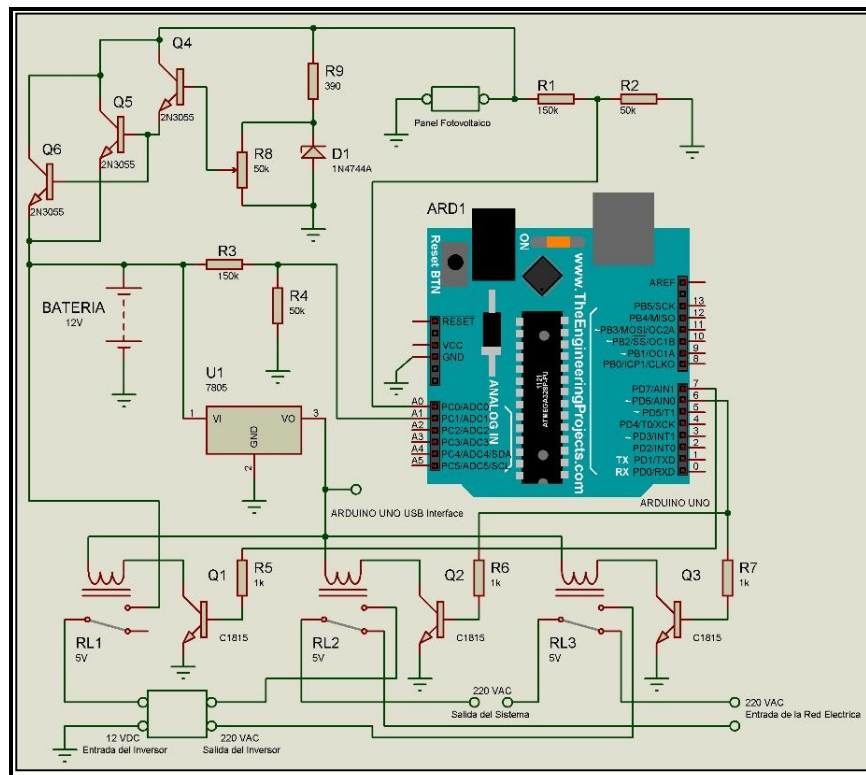 Q4
2N3055
Q5
2N3055
Q6
2N3055
R9
390
R8
50k
D1
1N4744A
Panel Fotovoltaico
R1
150k
R2
50k
R3
150k
R4
50k
BATERIA
12V
U1
7805
1
VI
VO
3
GND
2
ARD1
Reset BTN
ON
www.TheEngineeringProjects.com
ANALOG IN
1121
RESET
VCC
GND
A0 PC0/ADC0
A1 PC1/ADC1
A2 PC2/ADC2
A3 PC3/ADC3
A4 PC4/ADC4/SDA
A5 PC5/ADC5/SCL
AREF
PB5/SCK 13
PB4/MISO 12
~PB3/MOSI/OC2A 11
~PB2/SS/OC1B 10
~PB1/OC1A 9
PB0/ICP1/CLKO 8
PD7/AIN1 7
~PD6/AIN0 6
~PD5/T1 5
PD4/T0/XCK 4
~PD3/INT1 3
PD2/INT0 2
TX PD1/TXD 1
RX PD0/RXD 0
ARDUINO UNO
ARDUINO UNO USB Interface
Q1
C1815
R5
1k
RL1
5V
Q2
C1815
R6
1k
RL2
5V
Q3
C1815
R7
1k
RL3
5V
12 VDC
Entrada del Inversor
220 VAC
Salida del Inversor
220 VAC
Salida del Sistema
220 VAC
Entrada de la Red Electrica